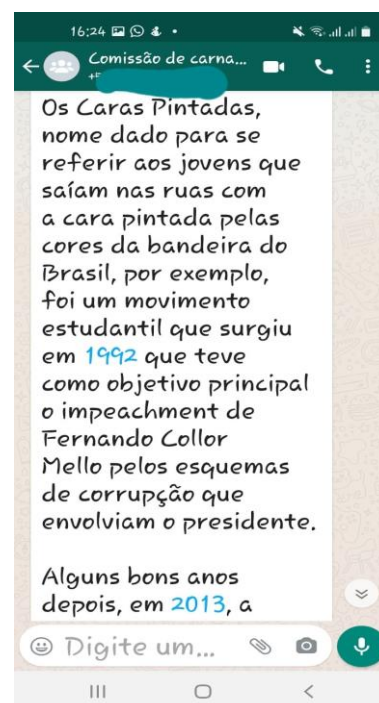 16:24
Comissão de carna...
Os Caras Pintadas,
nome dado para se
referir aos jovens que
saíam nas ruas com
a cara pintada pelas
cores da bandeira do
Brasil, por exemplo,
foi um movimento
estudantil que surgiu
em 1992 que teve
como objetivo principal
o impeachment de
Fernando Collor
Mello pelos esquemas
de corrupção que
envolviam o presidente.
Alguns bons anos
depois, em 2013, a
Digite um...